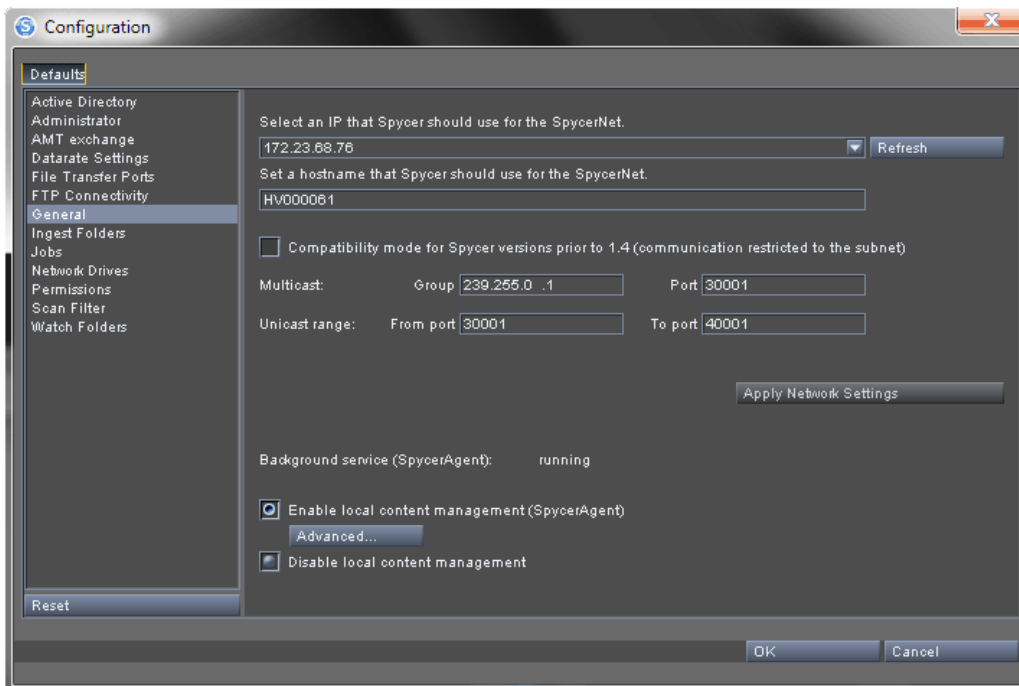 Configuration
Defaults
Active Directory
Administrator
AMT exchange
Datarate Settings
File Transfer Ports
FTP Connectivity
General
Ingest Folders
Jobs
Network Drives
Permissions
Scan Filter
Watch Folders
Reset
Select an IP that Spycer should use for the SpycerNet.
172.23.68.76
Refresh
Set a hostname that Spycer should use for the SpycerNet.
HV000061
Compatibility mode for Spycer versions prior to 1.4 (communication restricted to the subnet)
Multicast: Group 239.255.0 .1 Port 30001
Unicast range: From port 30001 To port 40001
Apply Network Settings
Background service (SpycerAgent): running
Enable local content management (SpycerAgent)
Advanced...
Disable local content management
OK Cancel